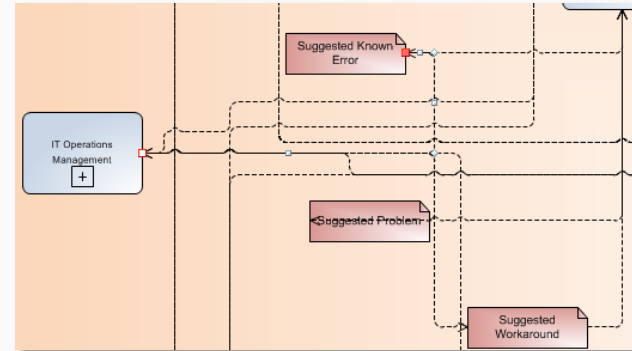 Suggested Known
Error
IT Operations
Management
+
Suggested Problem
Suggested
Workaround